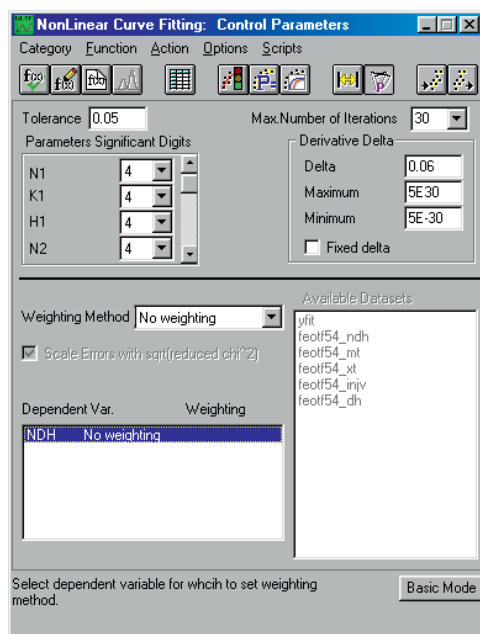 NonLinear Curve Fitting: Control Parameters
Category Function Action Options Scripts
Tolerance 0.05 Max.Number of Iterations 30
Parameters Significant Digits
N1 4
K1 4
H1 4
N2 4
Derivative Delta
Delta 0.06
Maximum 5E30
Minimum 5E-30
Fixed delta
Weighting Method No weighting
Scale Errors with sqrt(reduced chi^2)
Dependent Var. Weighting
NDH No weighting
Available Datasets
yfit
feotf54_ndh
feotf54_mt
feotf54_xt
feotf54_injv
feotf54_dh
Select dependent variable for whcih to set weighting
method.
Basic Mode